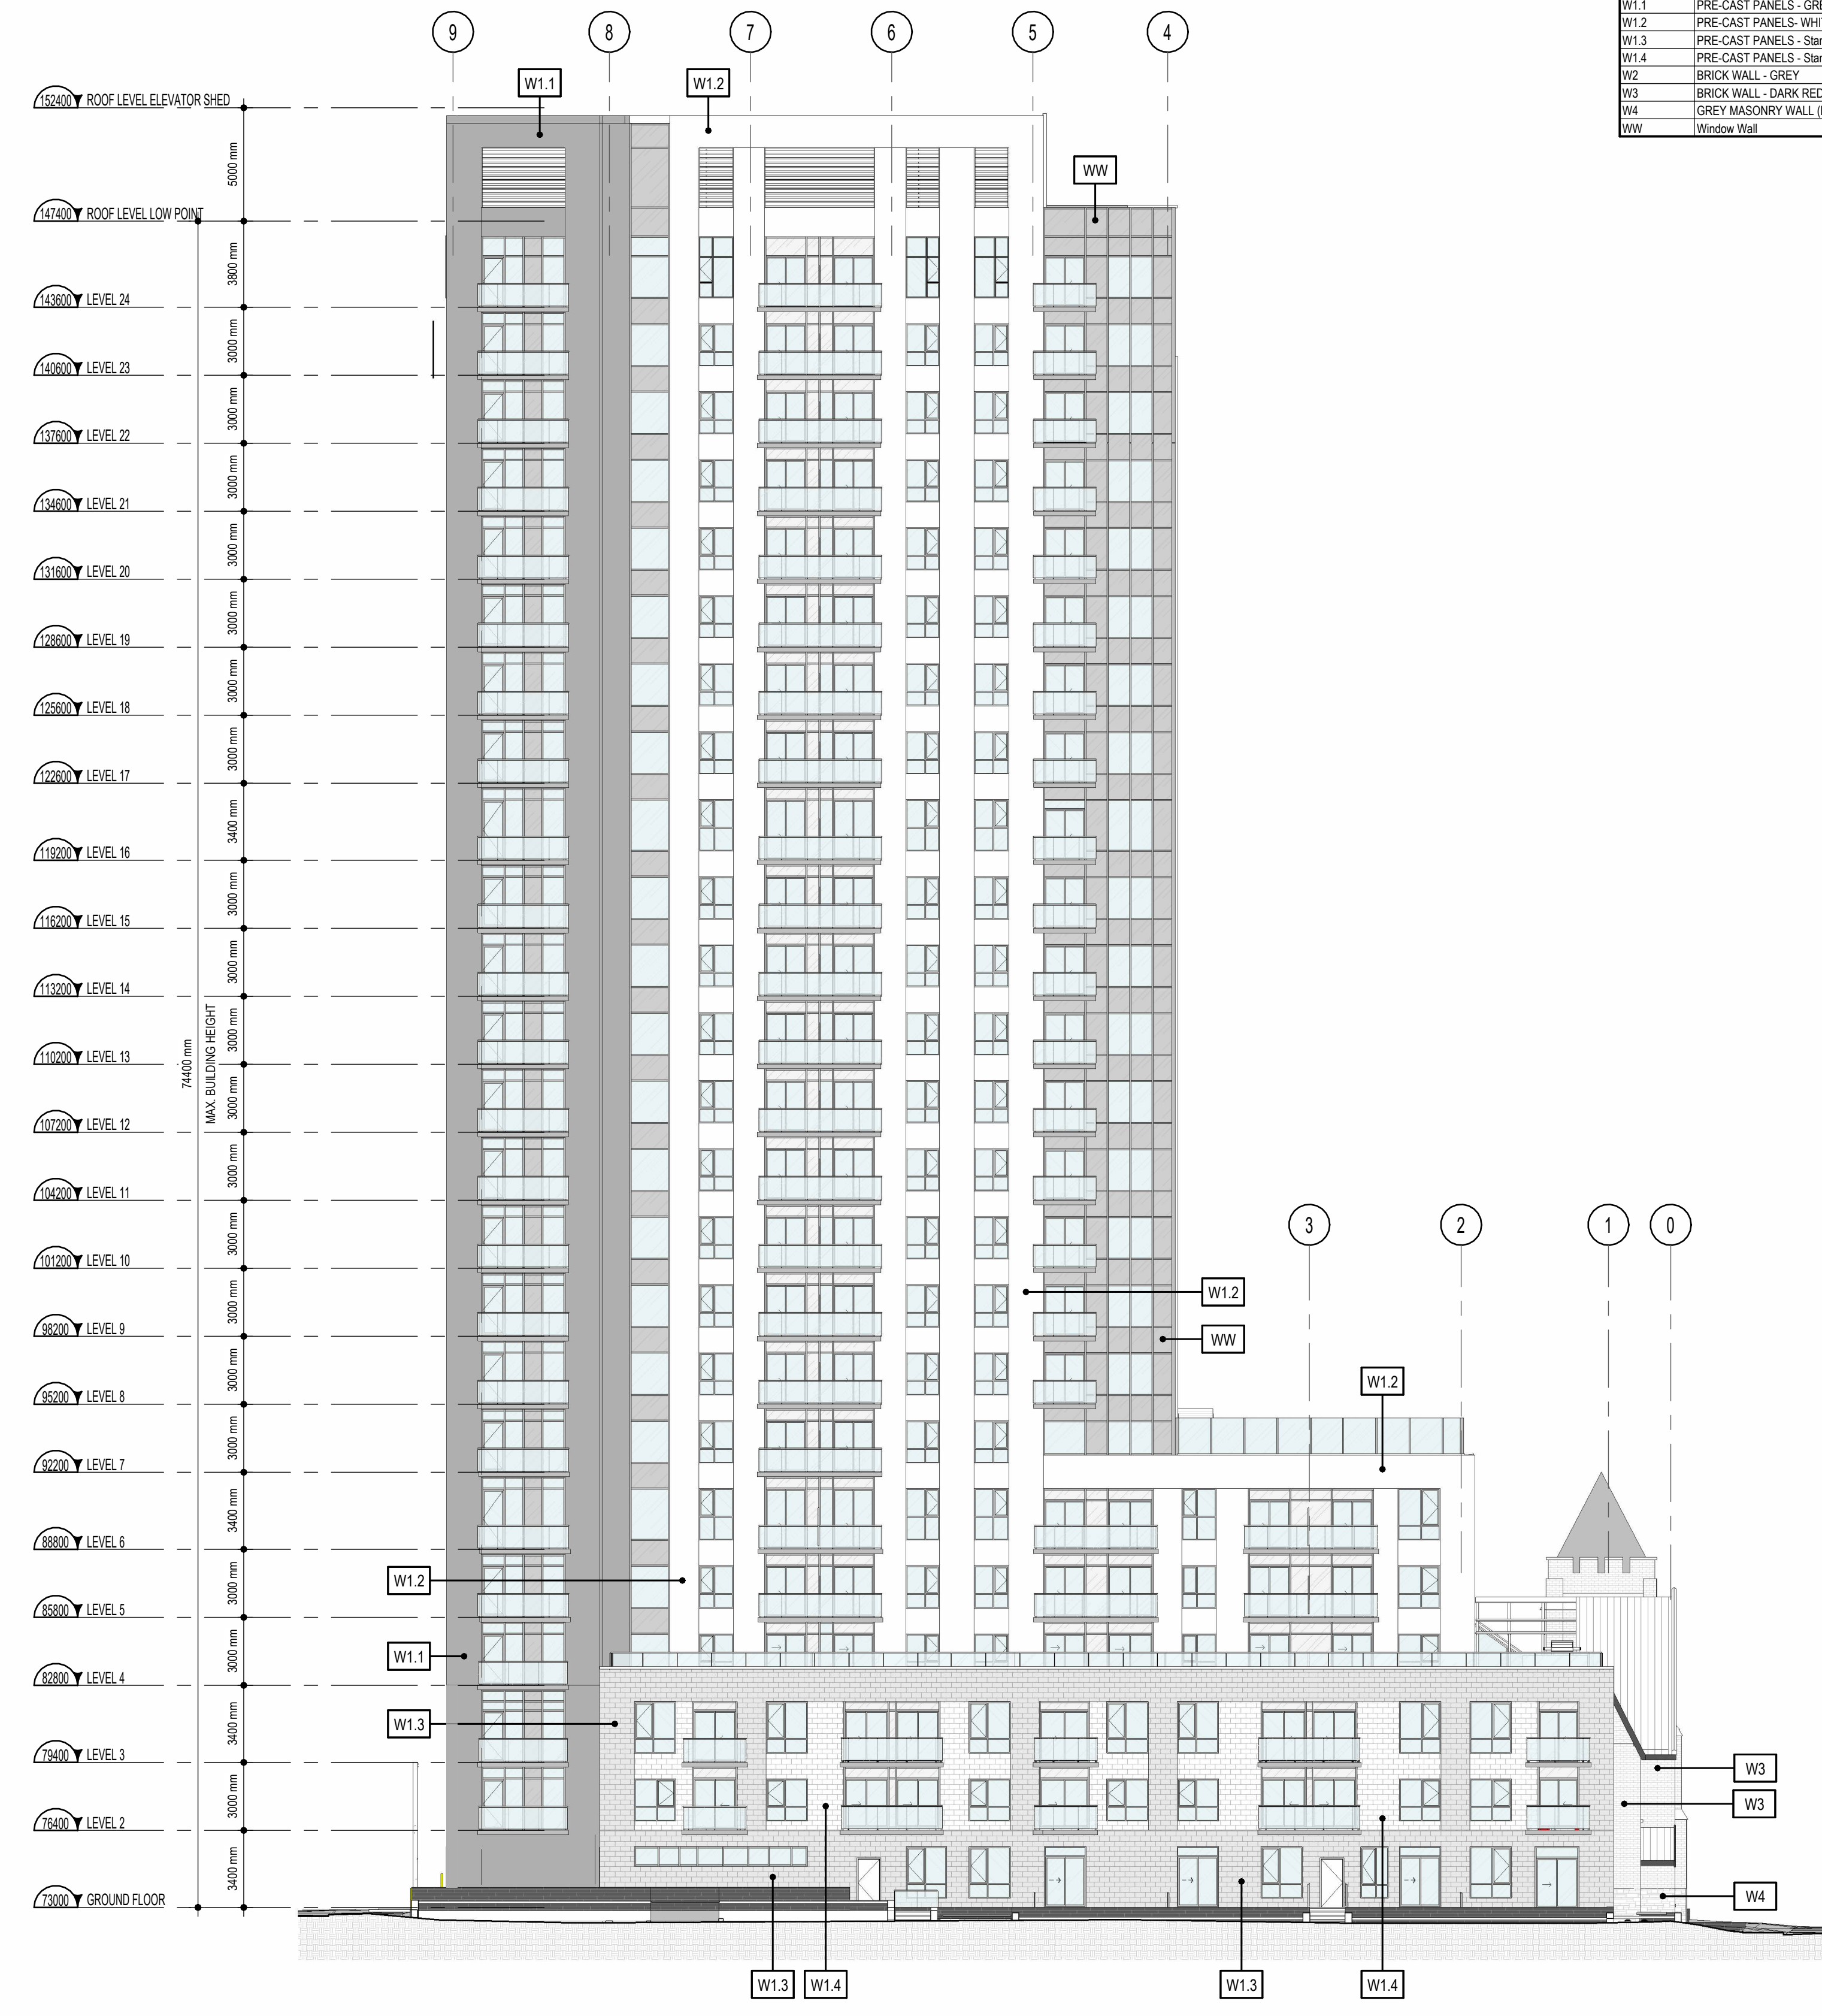 W1.1 PRE-CAST PANELS - GRE
W1.2 PRE-CAST PANELS- WHI
W1.3 PRE-CAST PANELS - Star
W1.4 PRE-CAST PANELS - Star
W2 BRICK WALL - GREY
W3 BRICK WALL - DARK RED
W4 GREY MASONRY WALL (
WW Window Wall
9 8 7 6 5 4
W1.1 W1.2
152400 ROOF LEVEL ELEVATOR SHED
5000 mm
WW
147400 ROOF LEVEL LOW POINT
3800 mm
143600 LEVEL 24
3000 mm
140600 LEVEL 23
3000 mm
137600 LEVEL 22
3000 mm
134600 LEVEL 21
3000 mm
131600 LEVEL 20
3000 mm
128600 LEVEL 19
3000 mm
125600 LEVEL 18
3000 mm
122600 LEVEL 17
3400 mm
119200 LEVEL 16
3000 mm
116200 LEVEL 15
3000 mm
113200 LEVEL 14
3000 mm
74400 mm
MAX. BUILDING HEIGHT
110200 LEVEL 13
3000 mm
107200 LEVEL 12
3000 mm
104200 LEVEL 11
3000 mm
3 2 1 0
101200 LEVEL 10
3000 mm
W1.2
98200 LEVEL 9
WW
3000 mm
W1.2
95200 LEVEL 8
3000 mm
92200 LEVEL 7
3400 mm
88800 LEVEL 6
3000 mm
W1.2
85800 LEVEL 5
3000 mm
W1.1
82800 LEVEL 4
3400 mm
W1.3
79400 LEVEL 3
W3
3000 mm
W3
76400 LEVEL 2
3400 mm
73000 GROUND FLOOR
W4
W1.3 W1.4 W1.3 W1.4